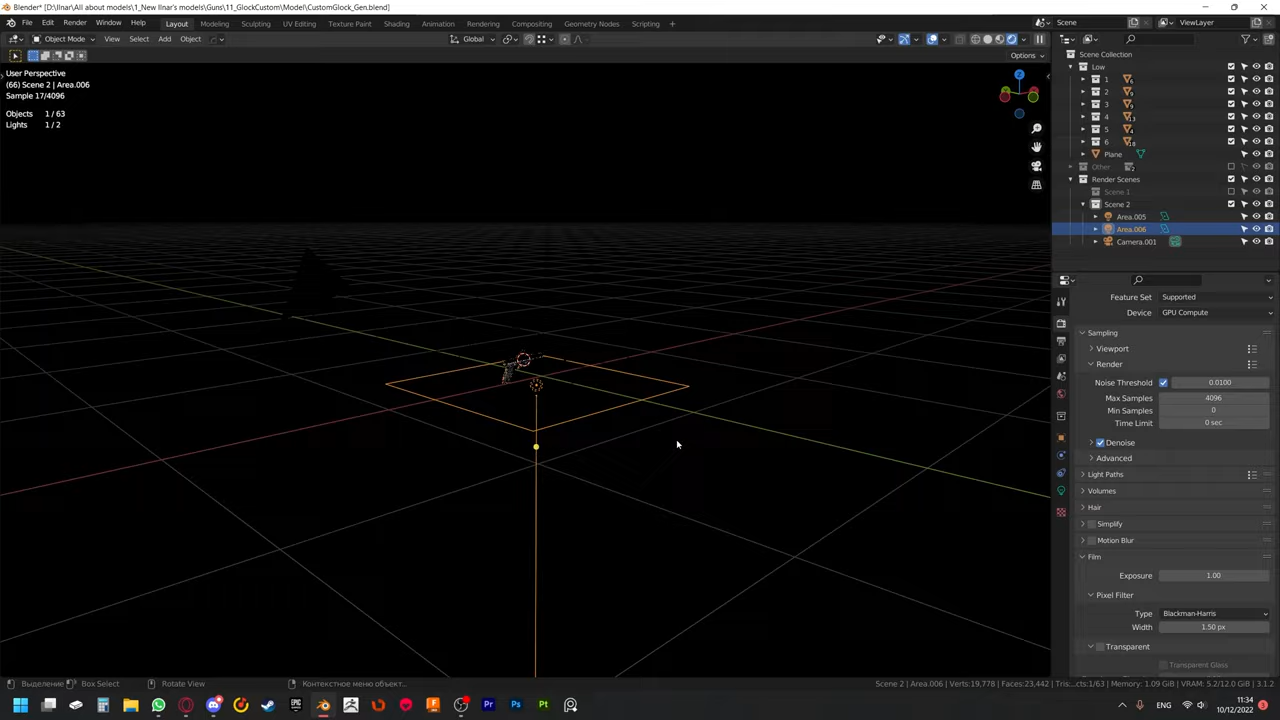 Blender* [D:\Ilnar\All about models\1_New Ilnar's models\Guns\11_GlockCustom\Model\CustomGlock_Gen.blend]
File Edit Render Window Help Layout Modeling Sculpting UV Editing Texture Paint Shading Animation Rendering Compositing Geometry Nodes Scripting + Scene ViewLayer
Object Mode View Select Add Object Global
Options
User Perspective
(66) Scene 2 | Area.006
Sample 17/4096
Objects 1 / 63
Lights 1 / 2
Z
Scene Collection
Low
1
2
3
4
5
6
Plane
Other
Render Scenes
Scene 1
Scene 2
Area.005
Area.006
Camera.001
Feature Set Supported
Device GPU Compute
Sampling
Viewport
Render
Noise Threshold 0.0100
Max Samples 4096
Min Samples 0
Time Limit 0 sec
Denoise
Advanced
Light Paths
Volumes
Hair
Simplify
Motion Blur
Film
Exposure 1.00
Pixel Filter
Type Blackman-Harris
Width 1.50 px
Transparent
Transparent Glass
Выделение Box Select Rotate View Контекстное меню объект.. Scene 2 | Area.006 | Verts:19,778 | Faces:23,442 | Tri:...cts:1/63 | Memory: 1.09 GiB | VRAM: 5.2/12.0 GiB | 3.1.2
Pr Ps Pt ENG 11:34
10/12/2022